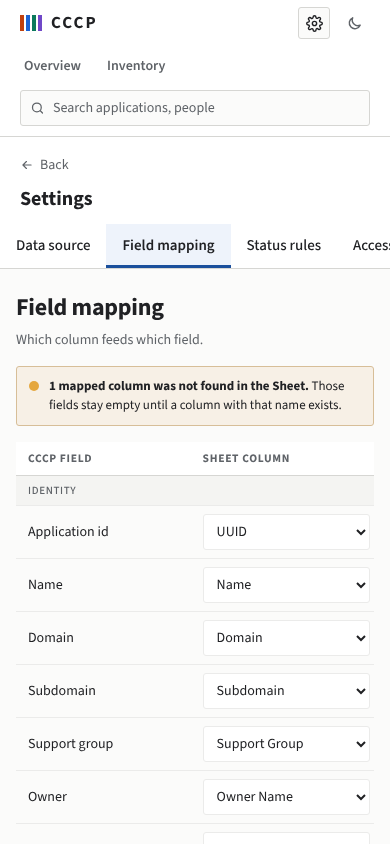 CCCP
Overview Inventory
Search applications, people
Back
Settings
Data source Field mapping Status rules Acces
Field mapping
Which column feeds which field.
1 mapped column was not found in the Sheet. Those
fields stay empty until a column with that name exists.
CCCP FIELD SHEET COLUMN
IDENTITY
Application id UUID
Name Name
Domain Domain
Subdomain Subdomain
Support group Support Group
Owner Owner Name